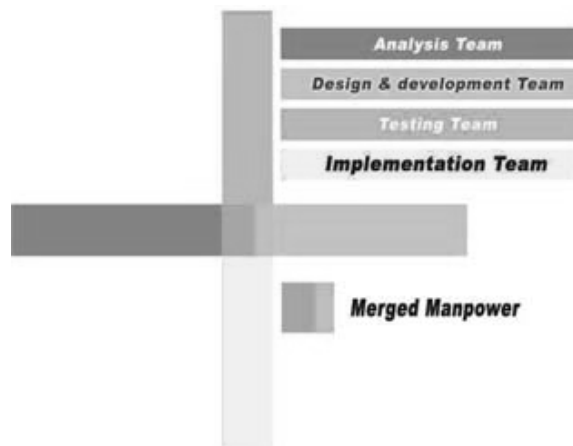 Analysis Team
Design & development Team
Testing Team
Implementation Team
Merged Manpower